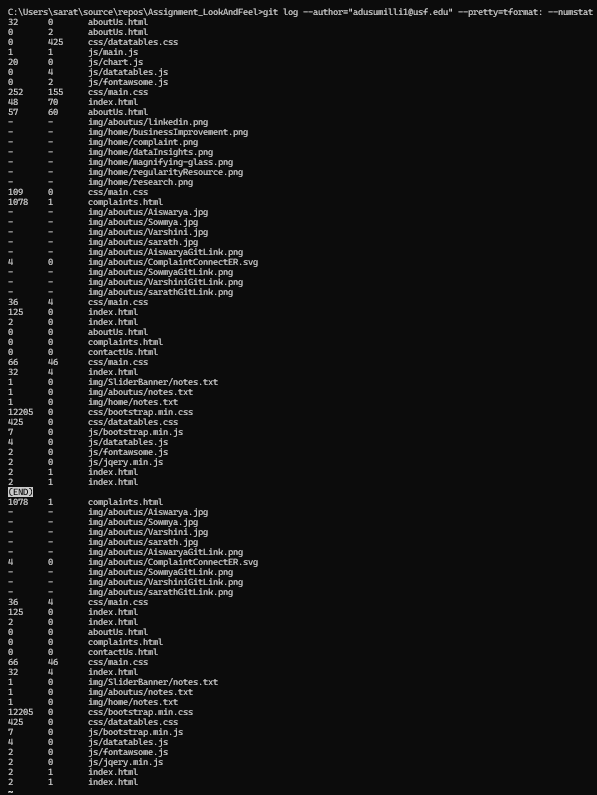 C:\Users\sarat\source\repos\Assignment_LookAndFeel>git log --author="adusumilli1@usf.edu" --pretty=tformat: --numstat
32 0 aboutUs.html
0 2 aboutUs.html
0 425 css/datatables.css
1 1 js/main.js
20 0 js/chart.js
0 4 js/datatables.js
0 2 js/fontawsome.js
252 155 css/main.css
48 70 index.html
57 60 aboutUs.html
- - img/aboutus/linkedin.png
- - img/home/businessImprovement.png
- - img/home/complaint.png
- - img/home/dataInsights.png
- - img/home/magnifying-glass.png
- - img/home/regularityResource.png
- - img/home/research.png
109 0 css/main.css
1078 1 complaints.html
- - img/aboutus/Aiswarya.jpg
- - img/aboutus/Sowmya.jpg
- - img/aboutus/Varshini.jpg
- - img/aboutus/sarath.jpg
- - img/aboutus/AiswaryaGitLink.png
4 0 img/aboutus/ComplaintConnectER.svg
- - img/aboutus/SowmyaGitLink.png
- - img/aboutus/VarshiniGitLink.png
- - img/aboutus/sarathGitLink.png
36 4 css/main.css
125 0 index.html
2 0 index.html
0 0 aboutUs.html
0 0 complaints.html
0 0 contactUs.html
66 46 css/main.css
32 4 index.html
1 0 img/SliderBanner/notes.txt
1 0 img/aboutus/notes.txt
1 0 img/home/notes.txt
12205 0 css/bootstrap.min.css
425 0 css/datatables.css
7 0 js/bootstrap.min.js
4 0 js/datatables.js
2 0 js/fontawsome.js
2 0 js/jqery.min.js
2 1 index.html
2 1 index.html
(END)
1078 1 complaints.html
- - img/aboutus/Aiswarya.jpg
- - img/aboutus/Sowmya.jpg
- - img/aboutus/Varshini.jpg
- - img/aboutus/sarath.jpg
- - img/aboutus/AiswaryaGitLink.png
4 0 img/aboutus/ComplaintConnectER.svg
- - img/aboutus/SowmyaGitLink.png
- - img/aboutus/VarshiniGitLink.png
- - img/aboutus/sarathGitLink.png
36 4 css/main.css
125 0 index.html
2 0 index.html
0 0 aboutUs.html
0 0 complaints.html
0 0 contactUs.html
66 46 css/main.css
32 4 index.html
1 0 img/SliderBanner/notes.txt
1 0 img/aboutus/notes.txt
1 0 img/home/notes.txt
12205 0 css/bootstrap.min.css
425 0 css/datatables.css
7 0 js/bootstrap.min.js
4 0 js/datatables.js
2 0 js/fontawsome.js
2 0 js/jqery.min.js
2 1 index.html
2 1 index.html
~